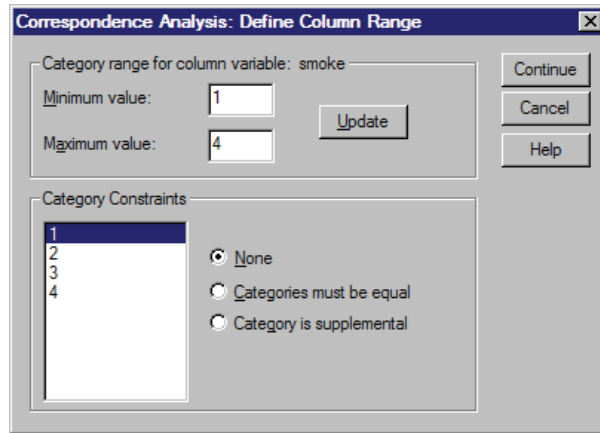 Correspondence Analysis: Define Column Range
Category range for column variable: smoke
Minimum value: 1
Maximum value: 4
Update
Continue
Cancel
Help
Category Constraints
1
2
3
4
None
Categories must be equal
Category is supplemental